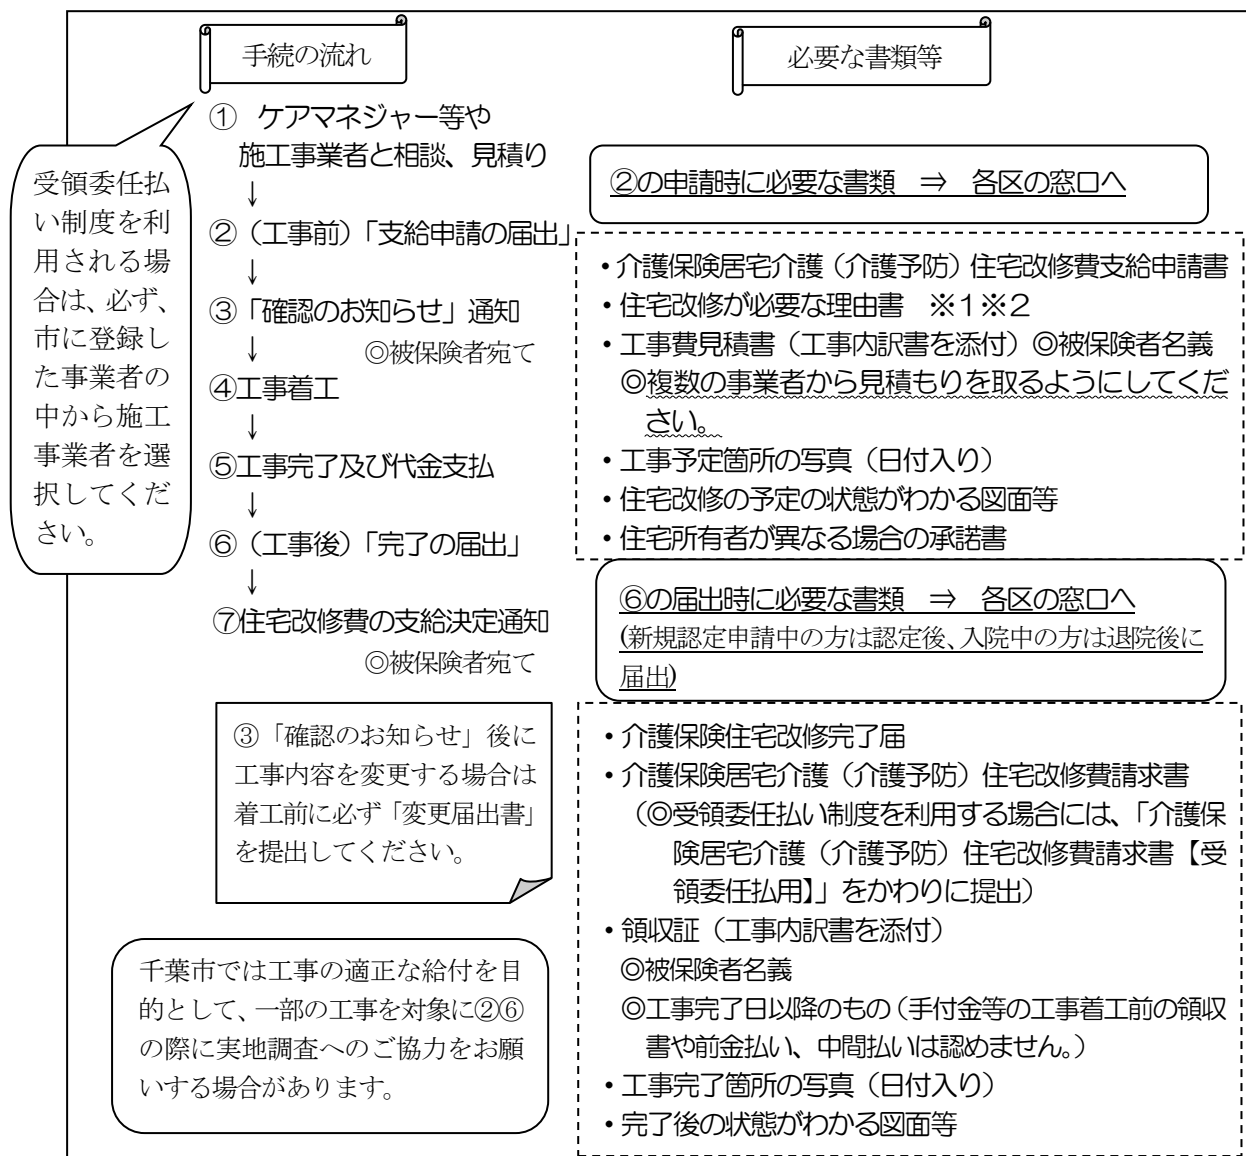 手続の流れ
受領委任払
い制度を利
用される場
合は、必ず、
市に登録し
た事業者の
中から施工
事業者を選
択してくだ
さい。
① ケアマネジャー等や
施工事業者と相談、見積り
↓
②（工事前）「支給申請の届出」
↓
③「確認のお知らせ」通知
↓ ◎被保険者宛て
④工事着工
↓
⑤工事完了及び代金支払
↓
⑥（工事後）「完了の届出」
↓
⑦住宅改修費の支給決定通知
◎被保険者宛て
③「確認のお知らせ」後に
工事内容を変更する場合は
着工前に必ず「変更届出書」
を提出してください。
千葉市では工事の適正な給付を目
的として、一部の工事を対象に②⑥
の際に実地調査へのご協力をお願
いする場合があります。
必要な書類等
②の申請時に必要な書類 ⇒ 各区の窓口へ
・介護保険居宅介護（介護予防）住宅改修費支給申請書
・住宅改修が必要な理由書 ※１※２
・工事費見積書（工事内訳書を添付）◎被保険者名義
◎複数の事業者から見積もりを取るようにしてくだ
さい。
・工事予定箇所の写真（日付入り）
・住宅改修の予定の状態がわかる図面等
・住宅所有者が異なる場合の承諾書
⑥の届出時に必要な書類 ⇒ 各区の窓口へ
(新規認定申請中の方は認定後、入院中の方は退院後に
届出)
・介護保険住宅改修完了届
・介護保険居宅介護（介護予防）住宅改修費請求書
（◎受領委任払い制度を利用する場合には、「介護保
険居宅介護（介護予防）住宅改修費請求書【受
領委任払用】」をかわりに提出）
・領収証（工事内訳書を添付）
◎被保険者名義
◎工事完了日以降のもの（手付金等の工事着工前の領収
書や前金払い、中間払いは認めません。）
・工事完了箇所の写真（日付入り）
・完了後の状態がわかる図面等